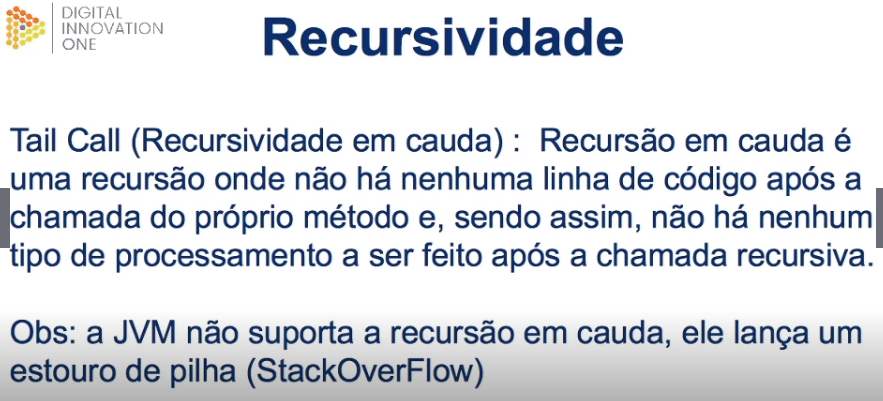 DIGITAL
INNOVATION
ONE
Recursividade
Tail Call (Recursividade em cauda) : Recursão em cauda é
uma recursão onde não há nenhuma linha de código após a
chamada do próprio método e, sendo assim, não há nenhum
tipo de processamento a ser feito após a chamada recursiva.
Obs: a JVM não suporta a recursão em cauda, ele lança um
estouro de pilha (StackOverFlow)